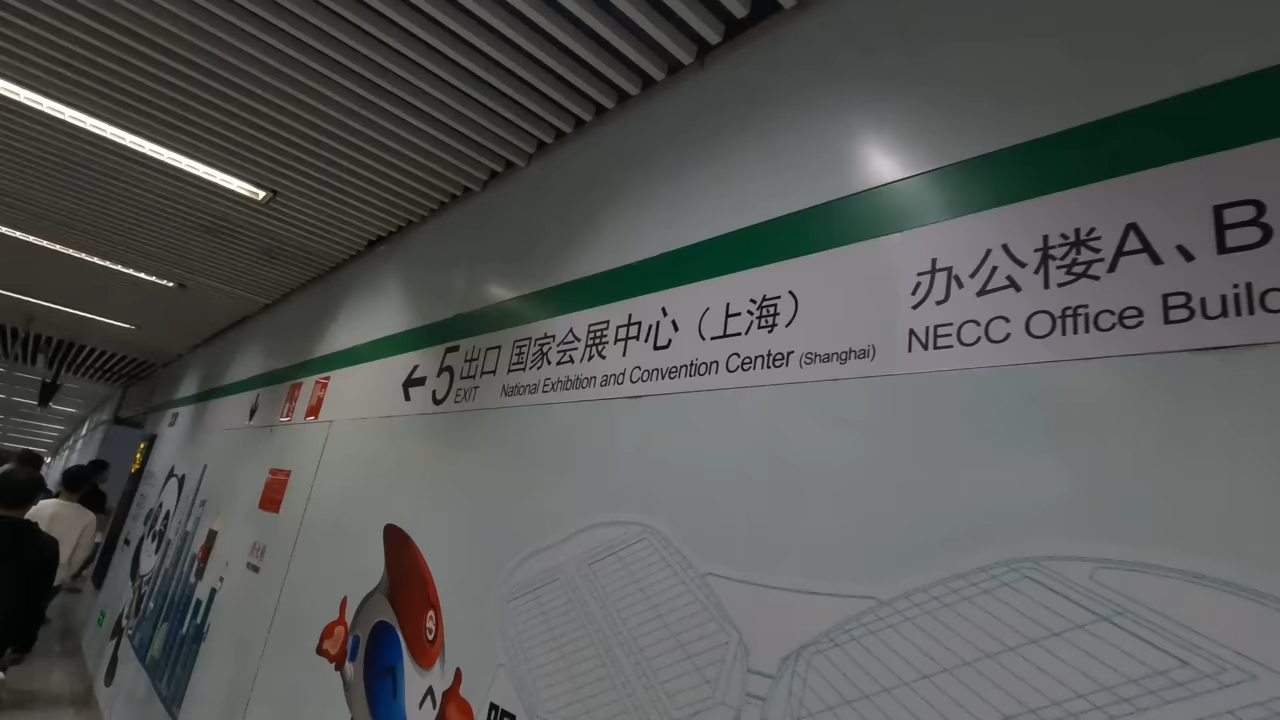 ←5 出口 国家会展中心（上海）
EXIT National Exhibition and Convention Center (Shanghai)
办公楼A、B
NECC Office Build